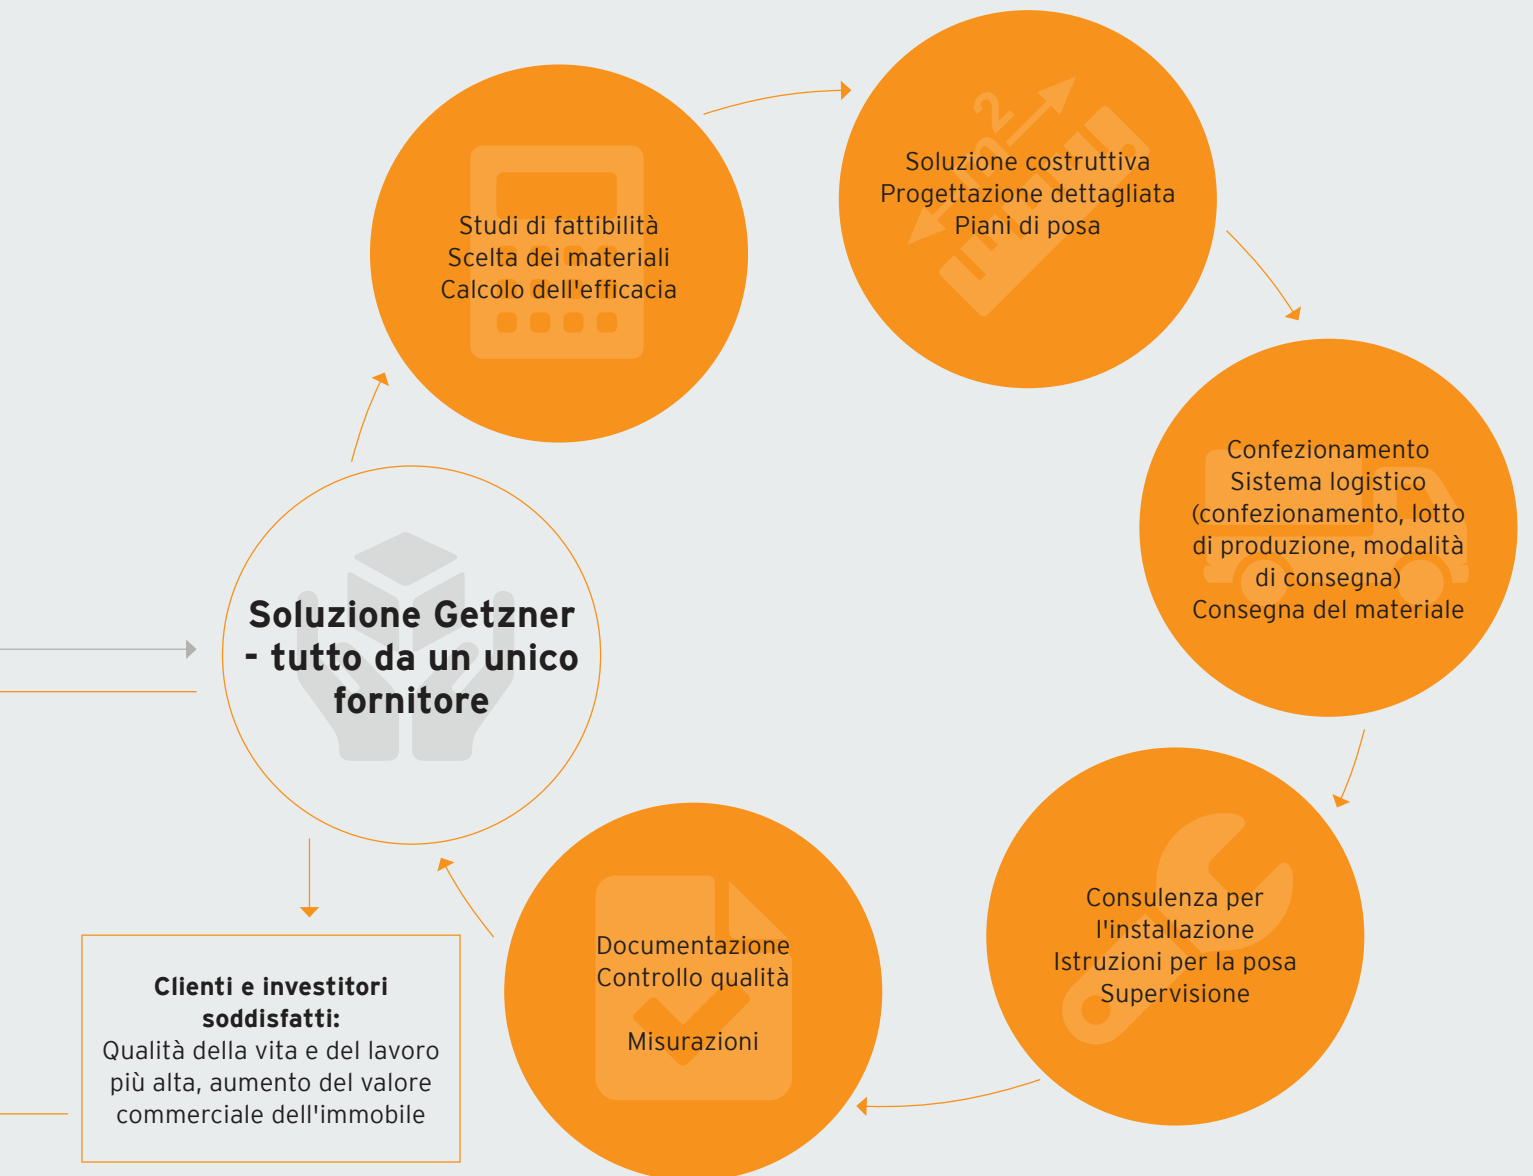 Studi di fattibilità
Scelta dei materiali
Calcolo dell'efficacia
m²
Soluzione costruttiva
Progettazione dettagliata
Piani di posa
Confezionamento
Sistema logistico
(confezionamento, lotto
di produzione, modalità
di consegna)
Consegna del materiale
Consulenza per
l'installazione
Istruzioni per la posa
Supervisione
Documentazione
Controllo qualità
Misurazioni
Soluzione Getzner
- tutto da un unico
fornitore
Clienti e investitori
soddisfatti:
Qualità della vita e del lavoro
più alta, aumento del valore
commerciale dell'immobile